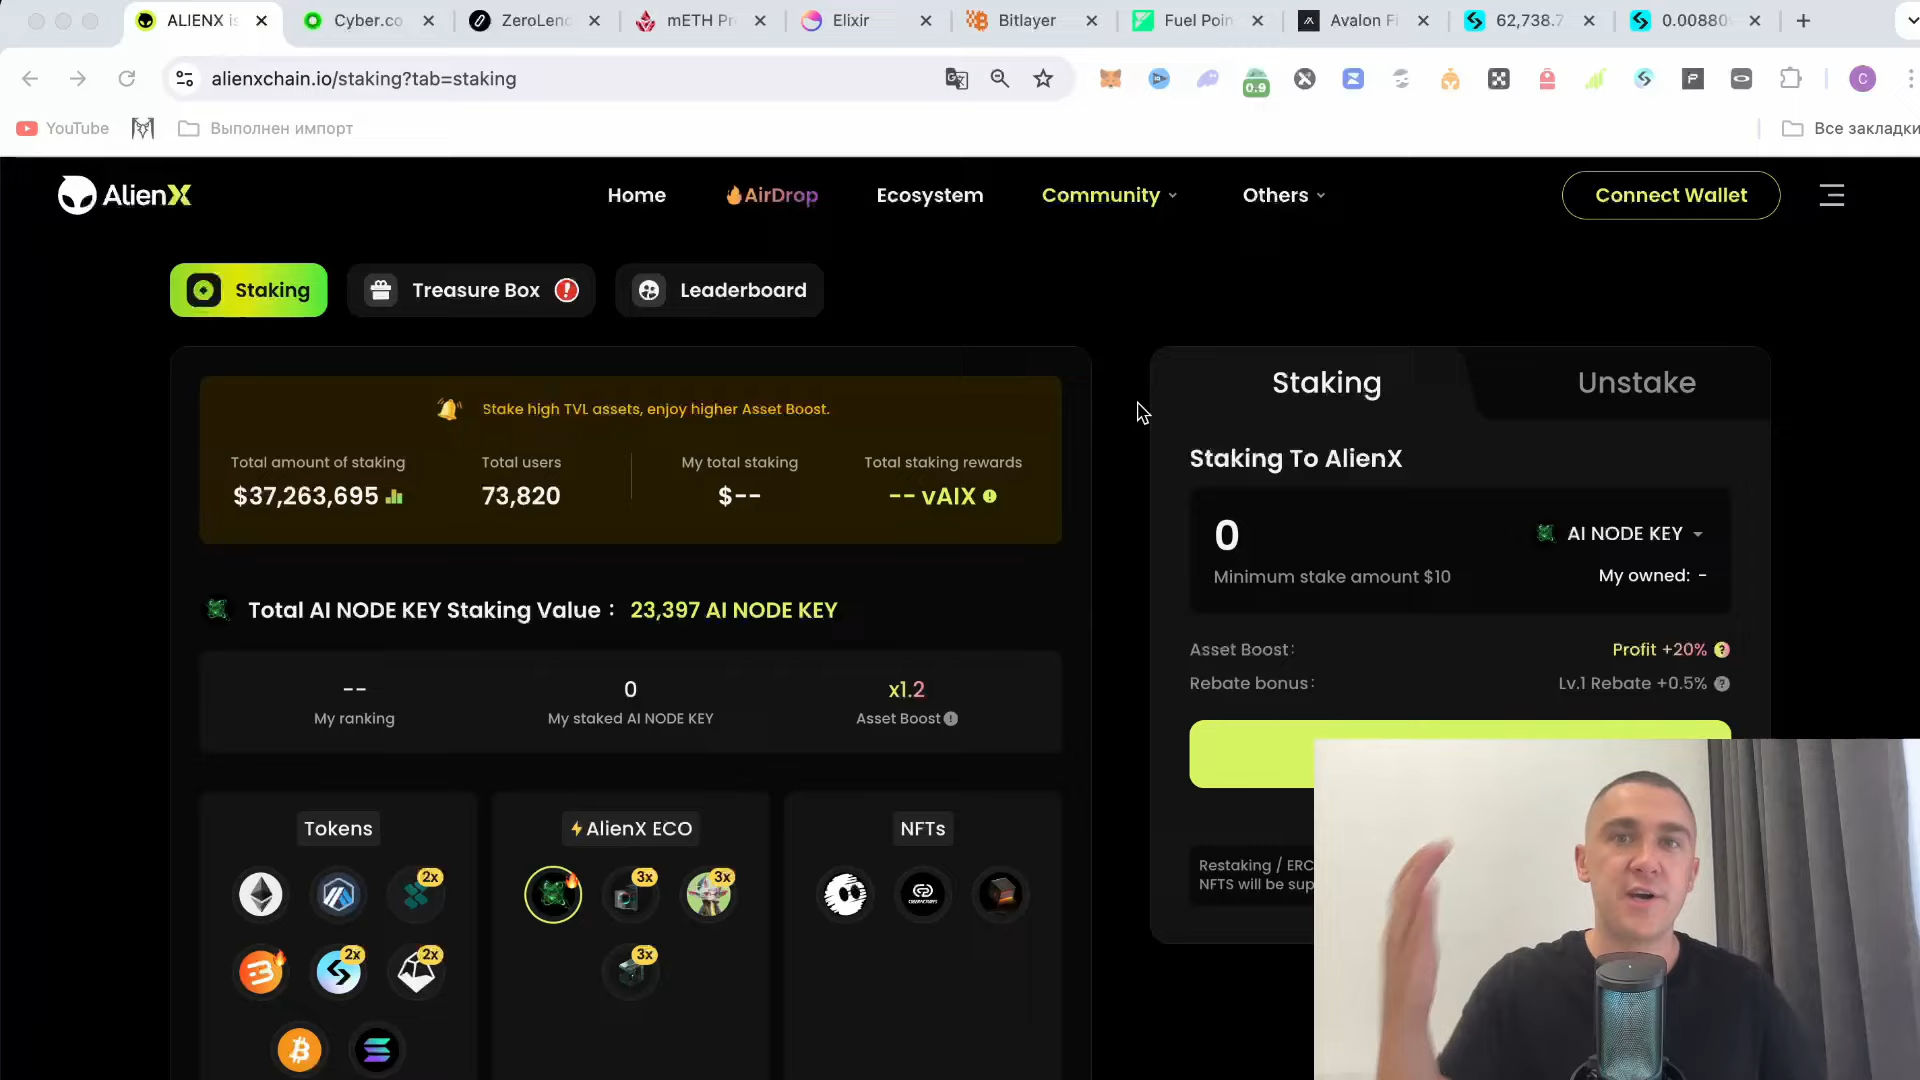 ALIENX is
Cyber.co
ZeroLend
mETH Pr
Elixir
Bitlayer
Fuel Poin
Avalon Fi
62,738.7
0.00880
alienxchain.io/staking?tab=staking
0.9
C
YouTube
Выполнен импорт
Все закладки
AlienX
Home
AirDrop
Ecosystem
Community
Others
Connect Wallet
Staking
Treasure Box
Leaderboard
Stake high TVL assets, enjoy higher Asset Boost.
Total amount of staking
Total users
My total staking
Total staking rewards
$37,263,695
73,820
$--
-- vAIX
Total AI NODE KEY Staking Value : 23,397 AI NODE KEY
--
0
x1.2
My ranking
My staked AI NODE KEY
Asset Boost
Tokens
AlienX ECO
NFTs
2x
3x
3x
2x
2x
3x
Staking
Unstake
Staking To AlienX
0
AI NODE KEY
Minimum stake amount $10
My owned: -
Asset Boost:
Profit +20%
Rebate bonus:
Lv.1 Rebate +0.5%
Restaking / ERC
NFTS will be sup